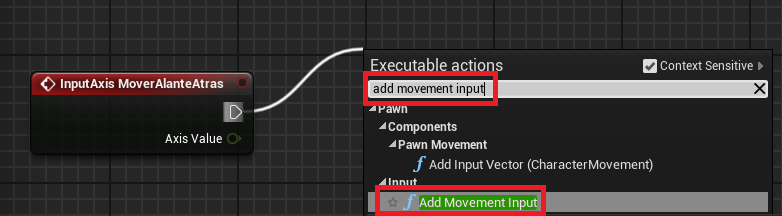 InputAxis MoverAlanteAtras
Axis Value
Executable actions
Context Sensitive
add movement input
Pawn
Components
Pawn Movement
Add Input Vector (CharacterMovement)
Input
Add Movement Input